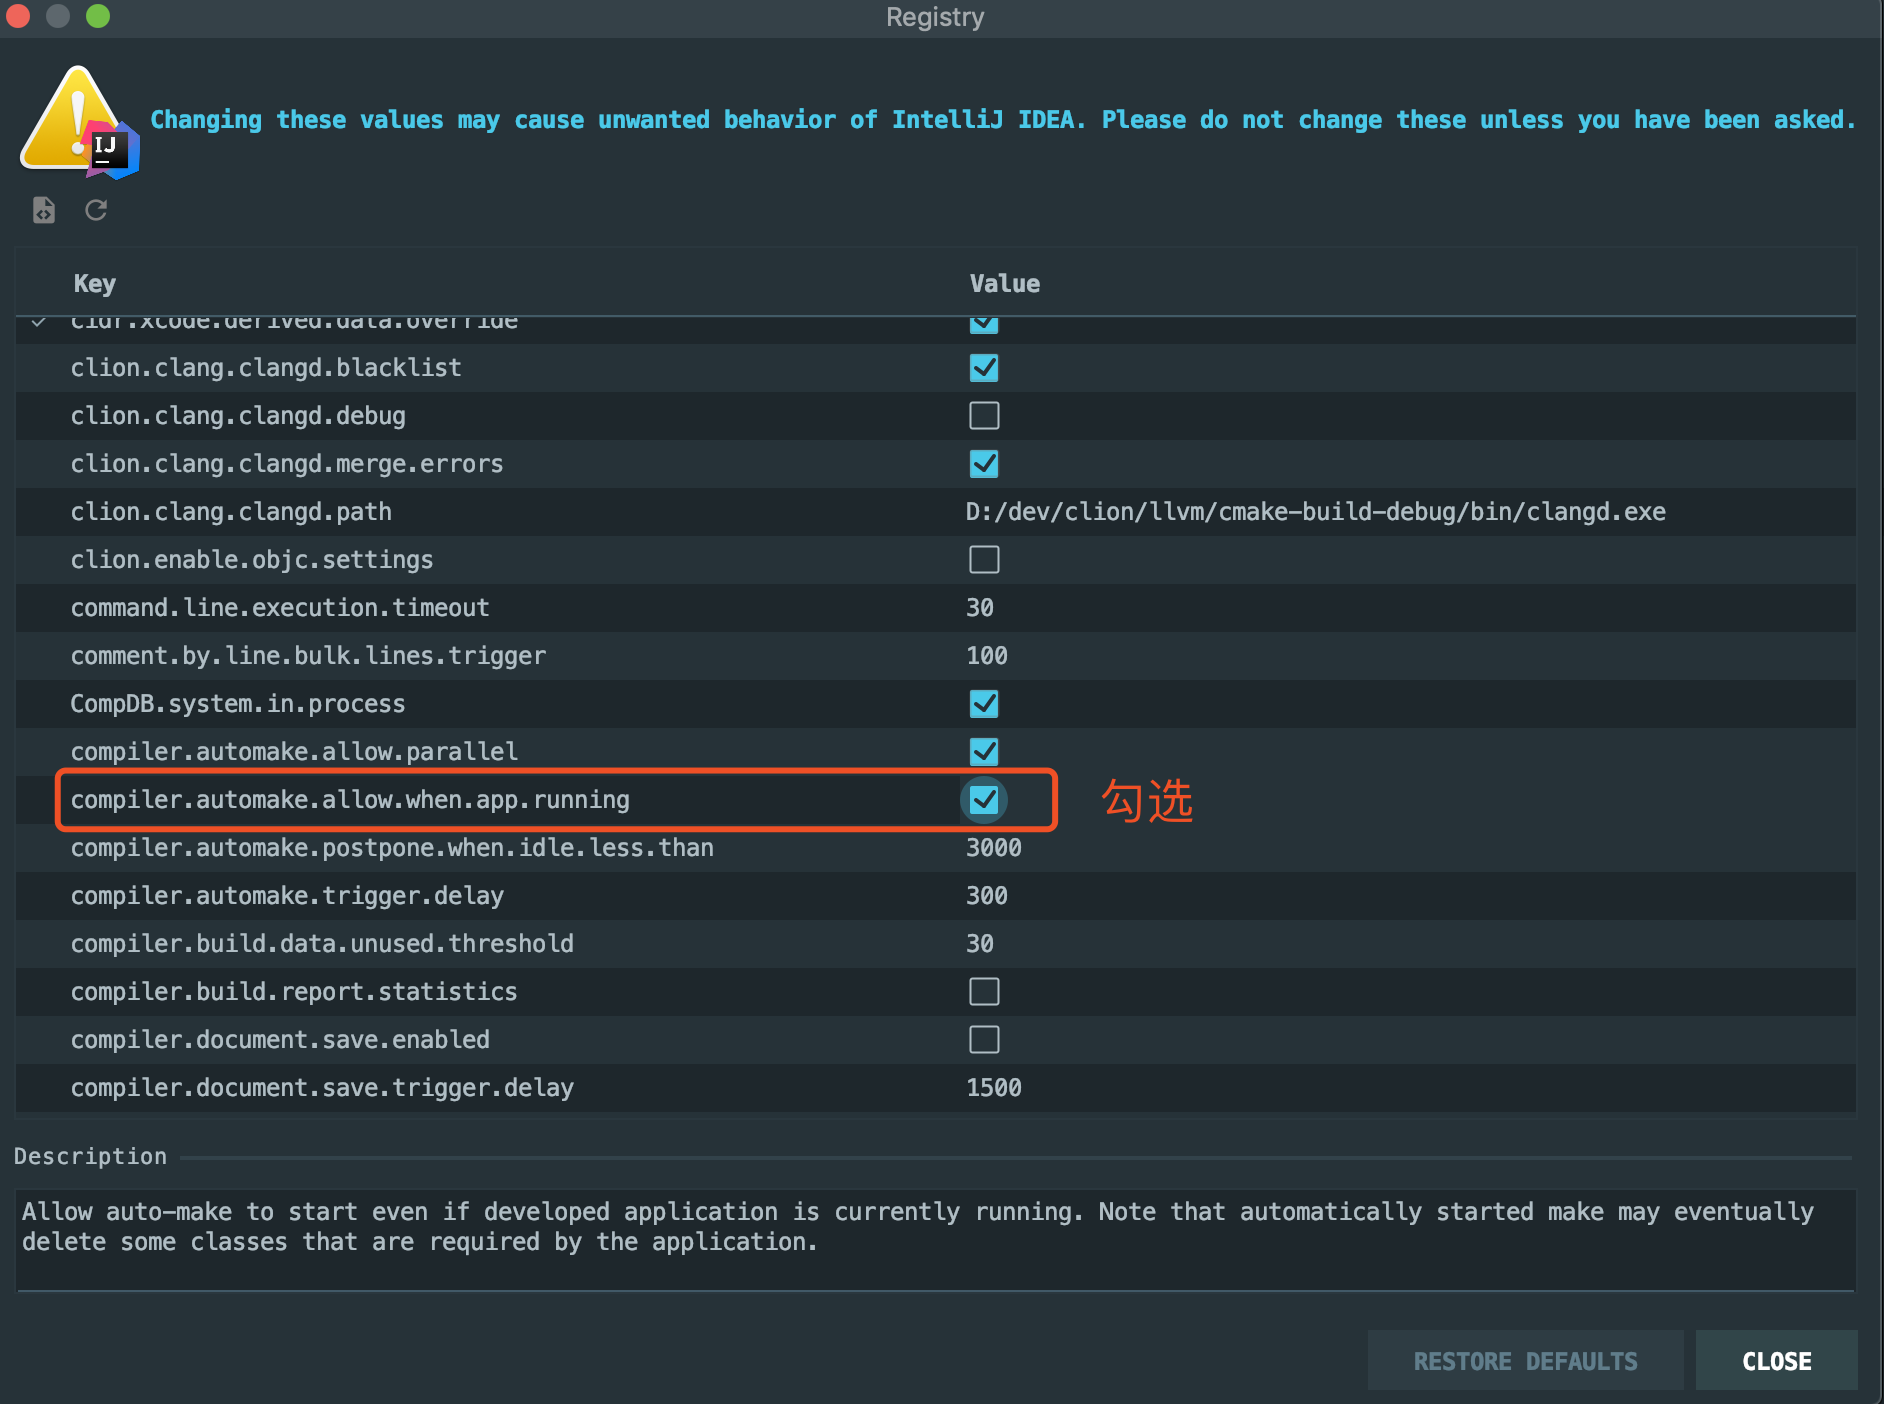 Registry
Changing these values may cause unwanted behavior of IntelliJ IDEA. Please do not change these unless you have been asked.
IJ
Key Value
cidr.xcode.derived.data.override
clion.clang.clangd.blacklist
clion.clang.clangd.debug
clion.clang.clangd.merge.errors
clion.clang.clangd.path D:/dev/clion/llvm/cmake-build-debug/bin/clangd.exe
clion.enable.objc.settings
command.line.execution.timeout 30
comment.by.line.bulk.lines.trigger 100
CompDB.system.in.process
compiler.automake.allow.parallel
compiler.automake.allow.when.app.running 勾选
compiler.automake.postpone.when.idle.less.than 3000
compiler.automake.trigger.delay 300
compiler.build.data.unused.threshold 30
compiler.build.report.statistics
compiler.document.save.enabled
compiler.document.save.trigger.delay 1500
Description
Allow auto-make to start even if developed application is currently running. Note that automatically started make may eventually
delete some classes that are required by the application.
RESTORE DEFAULTS CLOSE